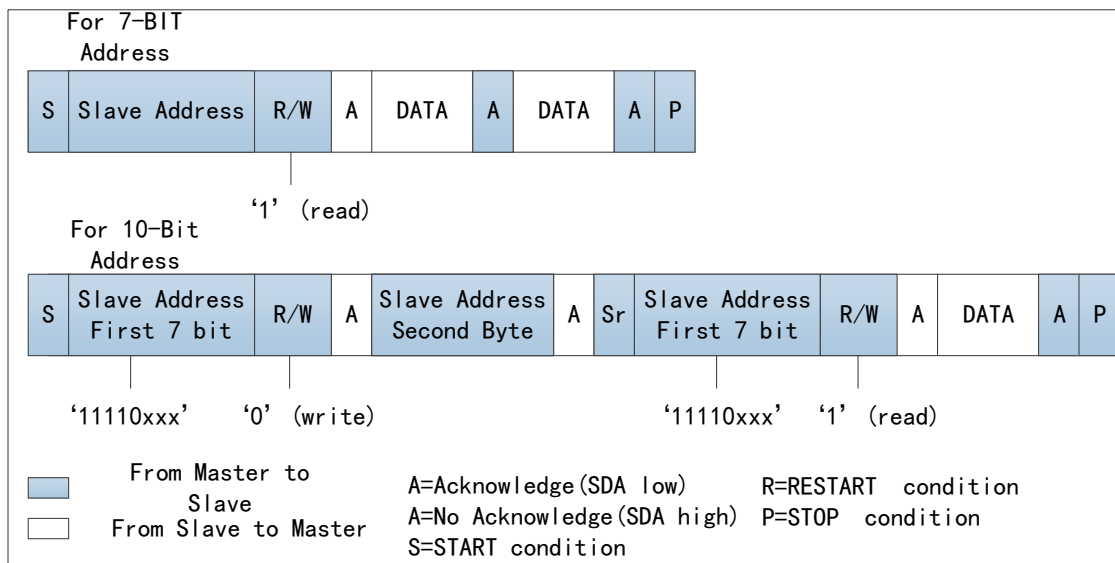 For 7-BIT
Address
S Slave Address R/W A DATA A DATA A P
‘1’ (read)
For 10-Bit
Address
S Slave Address First 7 bit R/W A Slave Address Second Byte A Sr Slave Address First 7 bit R/W A DATA A P
‘11110xxx’ ‘0’ (write) ‘11110xxx’ ‘1’ (read)
From Master to
Slave
From Slave to Master
A=Acknowledge(SDA low) R=RESTART condition
A=No Acknowledge(SDA high) P=STOP condition
S=START condition